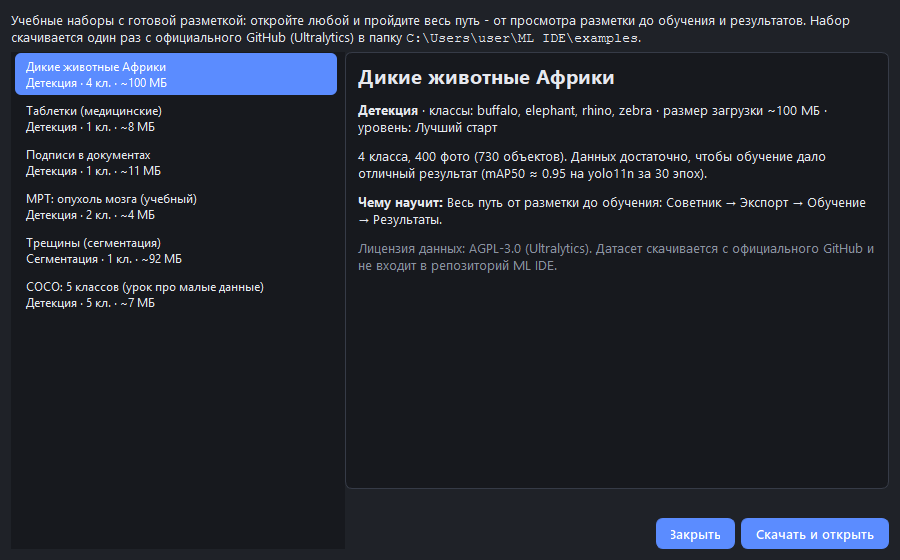 Учебные наборы с готовой разметкой: откройте любой и пройдите весь путь - от просмотра разметки до обучения и результатов. Набор
скачивается один раз с официального GitHub (Ultralytics) в папку C:\Users\user\ML IDE\examples.
Дикие животные Африки
Детекция · 4 кл. · ~100 МБ
Таблетки (медицинские)
Детекция · 1 кл. · ~8 МБ
Подписи в документах
Детекция · 1 кл. · ~11 МБ
МРТ: опухоль мозга (учебный)
Детекция · 2 кл. · ~4 МБ
Трещины (сегментация)
Сегментация · 1 кл. · ~92 МБ
COCO: 5 классов (урок про малые данные)
Детекция · 5 кл. · ~7 МБ
Дикие животные Африки
Детекция · классы: buffalo, elephant, rhino, zebra · размер загрузки ~100 МБ ·
уровень: Лучший старт
4 класса, 400 фото (730 объектов). Данных достаточно, чтобы обучение дало
отличный результат (mAP50 ≈ 0.95 на yolo11n за 30 эпох).
Чему научит: Весь путь от разметки до обучения: Советник → Экспорт → Обучение
→ Результаты.
Лицензия данных: AGPL-3.0 (Ultralytics). Датасет скачивается с официального GitHub и
не входит в репозиторий ML IDE.
Закрыть
Скачать и открыть